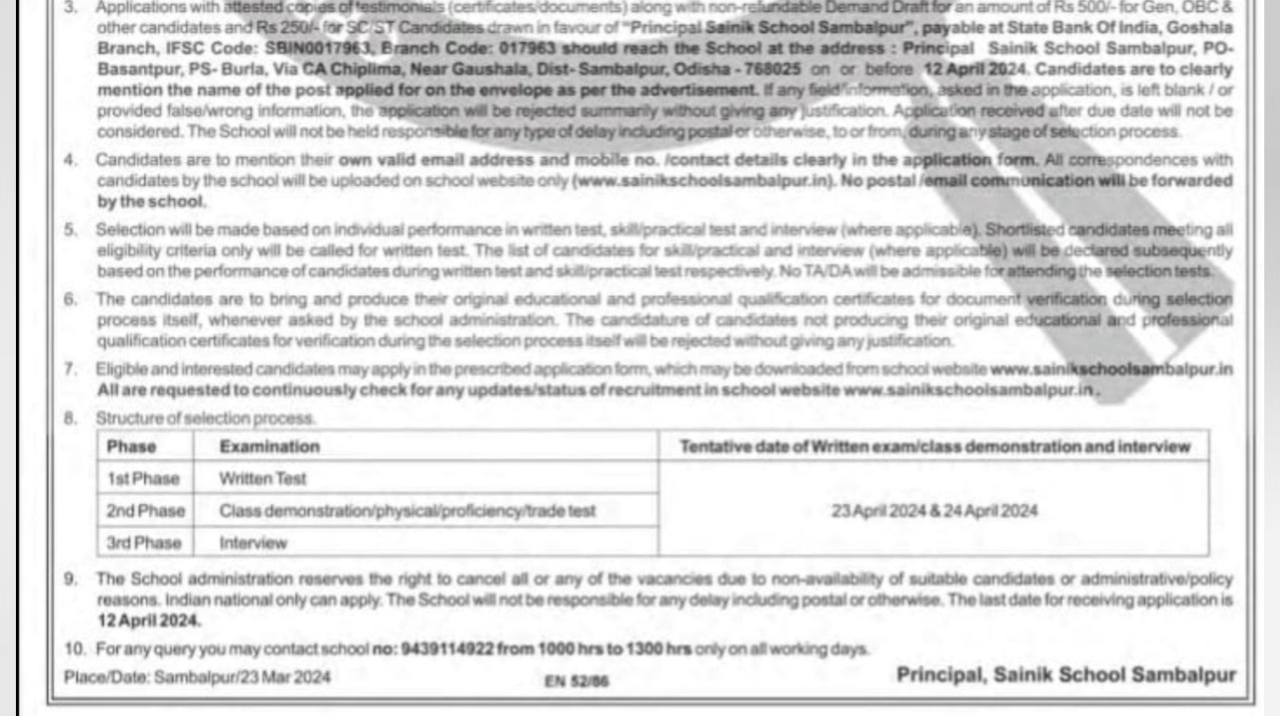 3. Applications with attested copies of testimonials (certificates/documents) along with non-refundable Demand Draft for an amount of Rs 500/- for Gen, OBC &
other candidates and Rs 250/- for SC/ST Candidates drawn in favour of "Principal Sainik School Sambalpur", payable at State Bank Of India, Goshala
Branch, IFSC Code: SBIN0017963, Branch Code: 017963 should reach the School at the address : Principal Sainik School Sambalpur, PO-
Basantpur, PS- Burla, Via CA Chiplima, Near Gaushala, Dist- Sambalpur, Odisha - 768025 on or before 12 April 2024. Candidates are to clearly
mention the name of the post applied for on the envelope as per the advertisement. If any field/information, asked in the application, is left blank / or
provided false/wrong information, the application will be rejected summarily without giving any justification. Application received after due date will not be
considered. The School will not be held responsible for any type of delay including postal or otherwise, to or from, during any stage of selection process.
4. Candidates are to mention their own valid email address and mobile no. /contact details clearly in the application form. All correspondences with
candidates by the school will be uploaded on school website only (www.sainikschoolsambalpur.in). No postal /email communication will be forwarded
by the school.
5. Selection will be made based on individual performance in written test, skill/practical test and interview (where applicable). Shortlisted candidates meeting all
eligibility criteria only will be called for written test. The list of candidates for skill/practical and interview (where applicable) will be declared subsequently
based on the performance of candidates during written test and skill/practical test respectively. No TA/DA will be admissible for attending the selection tests.
6. The candidates are to bring and produce their original educational and professional qualification certificates for document verification during selection
process itself, whenever asked by the school administration. The candidature of candidates not producing their original educational and professional
qualification certificates for verification during the selection process itself will be rejected without giving any justification.
7. Eligible and interested candidates may apply in the prescribed application form, which may be downloaded from school website www.sainikschoolsambalpur.in
All are requested to continuously check for any updates/status of recruitment in school website www.sainikschoolsambalpur.in.
8. Structure of selection process.
Phase Examination Tentative date of Written exam/class demonstration and interview
1st Phase Written Test
2nd Phase Class demonstration/physical/proficiency/trade test 23 April 2024 & 24 April 2024
3rd Phase Interview
9. The School administration reserves the right to cancel all or any of the vacancies due to non-availability of suitable candidates or administrative/policy
reasons. Indian national only can apply. The School will not be responsible for any delay including postal or otherwise. The last date for receiving application is
12 April 2024.
10. For any query you may contact school no: 9439114922 from 1000 hrs to 1300 hrs only on all working days.
Place/Date: Sambalpur/23 Mar 2024 EN 52/86 Principal, Sainik School Sambalpur